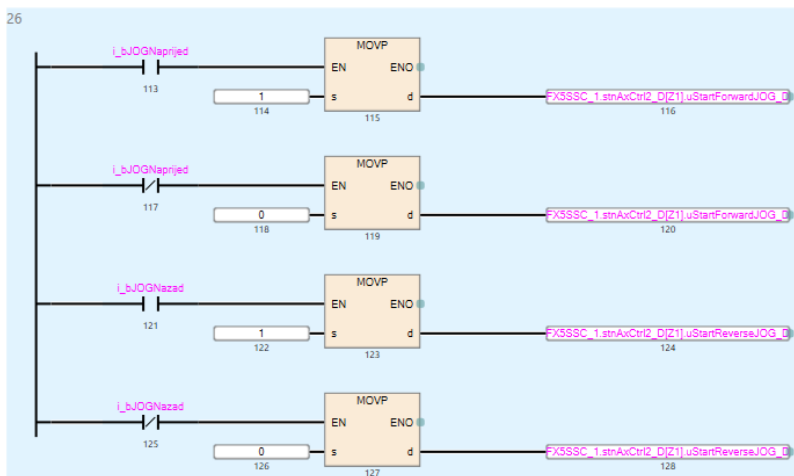 26
i_bJOGNaprijed
113
MOVP
EN ENO
1 s d FX5SSC_1.stnAxCtrl2_D[Z1].uStartForwardJOG_D
114 115 116
i_bJOGNaprijed
117
MOVP
EN ENO
0 s d FX5SSC_1.stnAxCtrl2_D[Z1].uStartForwardJOG_D
118 119 120
i_bJOGNazad
121
MOVP
EN ENO
1 s d FX5SSC_1.stnAxCtrl2_D[Z1].uStartReverseJOG_D
122 123 124
i_bJOGNazad
125
MOVP
EN ENO
0 s d FX5SSC_1.stnAxCtrl2_D[Z1].uStartReverseJOG_D
126 127 128